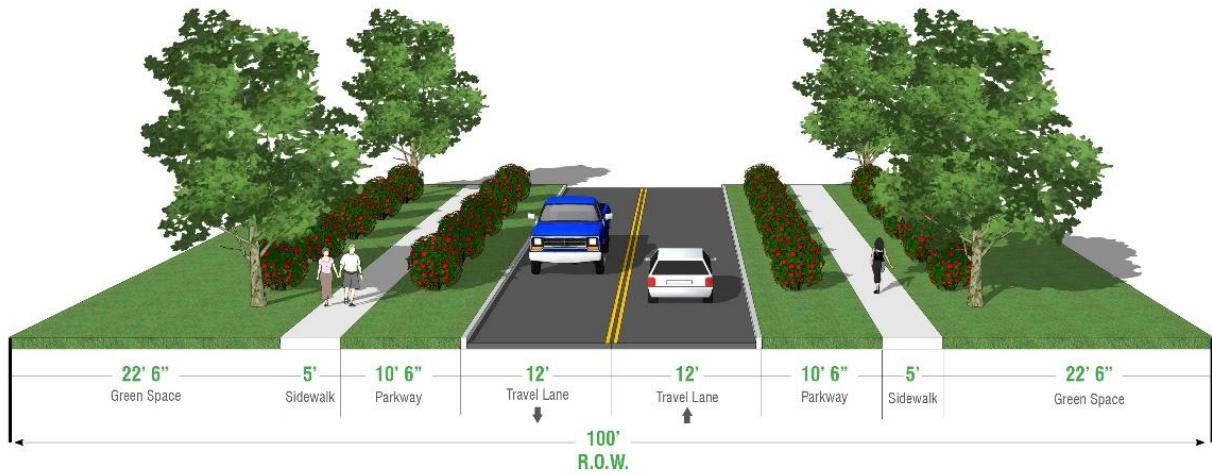 22’ 6”
Green Space
5’
Sidewalk
10’ 6”
Parkway
12’
Travel Lane
12’
Travel Lane
10’ 6”
Parkway
5’
Sidewalk
22’ 6”
Green Space
100’
R.O.W.